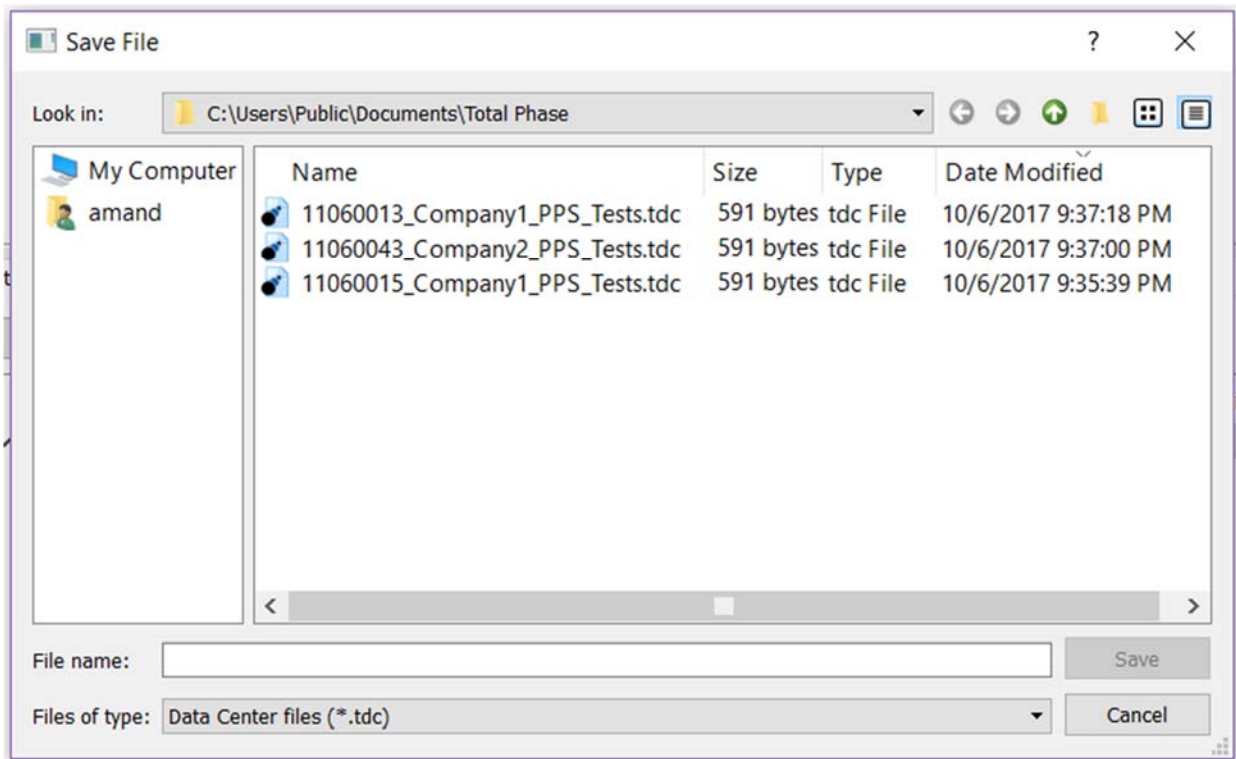 Save File
?
Look in:
C:\Users\Public\Documents\Total Phase
My Computer
amand
Name Size Type Date Modified
11060013_Company1_PPS_Tests.tdc 591 bytes tdc File 10/6/2017 9:37:18 PM
11060043_Company2_PPS_Tests.tdc 591 bytes tdc File 10/6/2017 9:37:00 PM
11060015_Company1_PPS_Tests.tdc 591 bytes tdc File 10/6/2017 9:35:39 PM
File name:
Save
Files of type: Data Center files (*.tdc)
Cancel